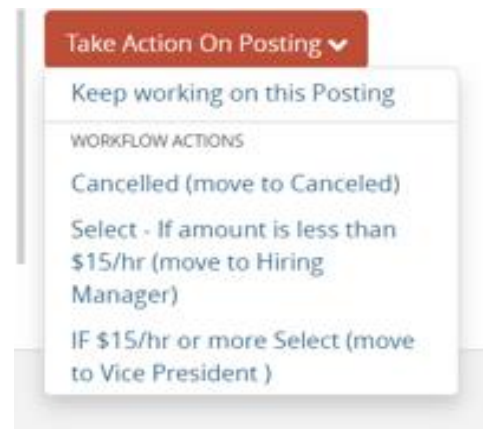 Take Action On Posting
Keep working on this Posting
WORKFLOW ACTIONS
Cancelled (move to Canceled)
Select - If amount is less than
$15/hr (move to Hiring
Manager)
IF $15/hr or more Select (move
to Vice President )